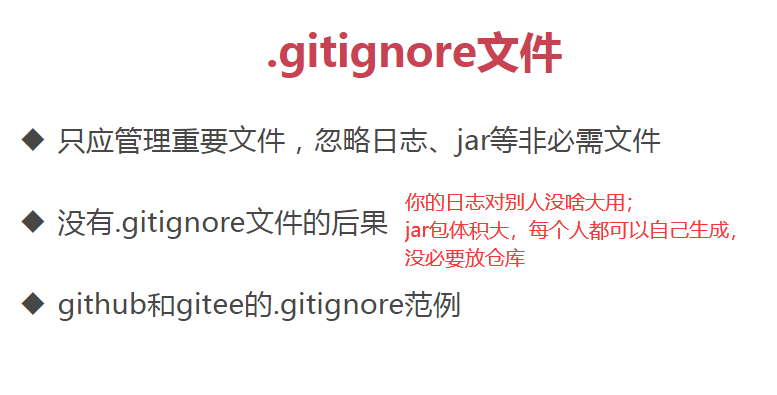 .gitignore文件
只应管理重要文件，忽略日志、jar等非必需文件
没有.gitignore文件的后果
你的日志对别人没啥大用；
jar包体积大，每个人都可以自己生成，
没必要放仓库
github和gitee的.gitignore范例